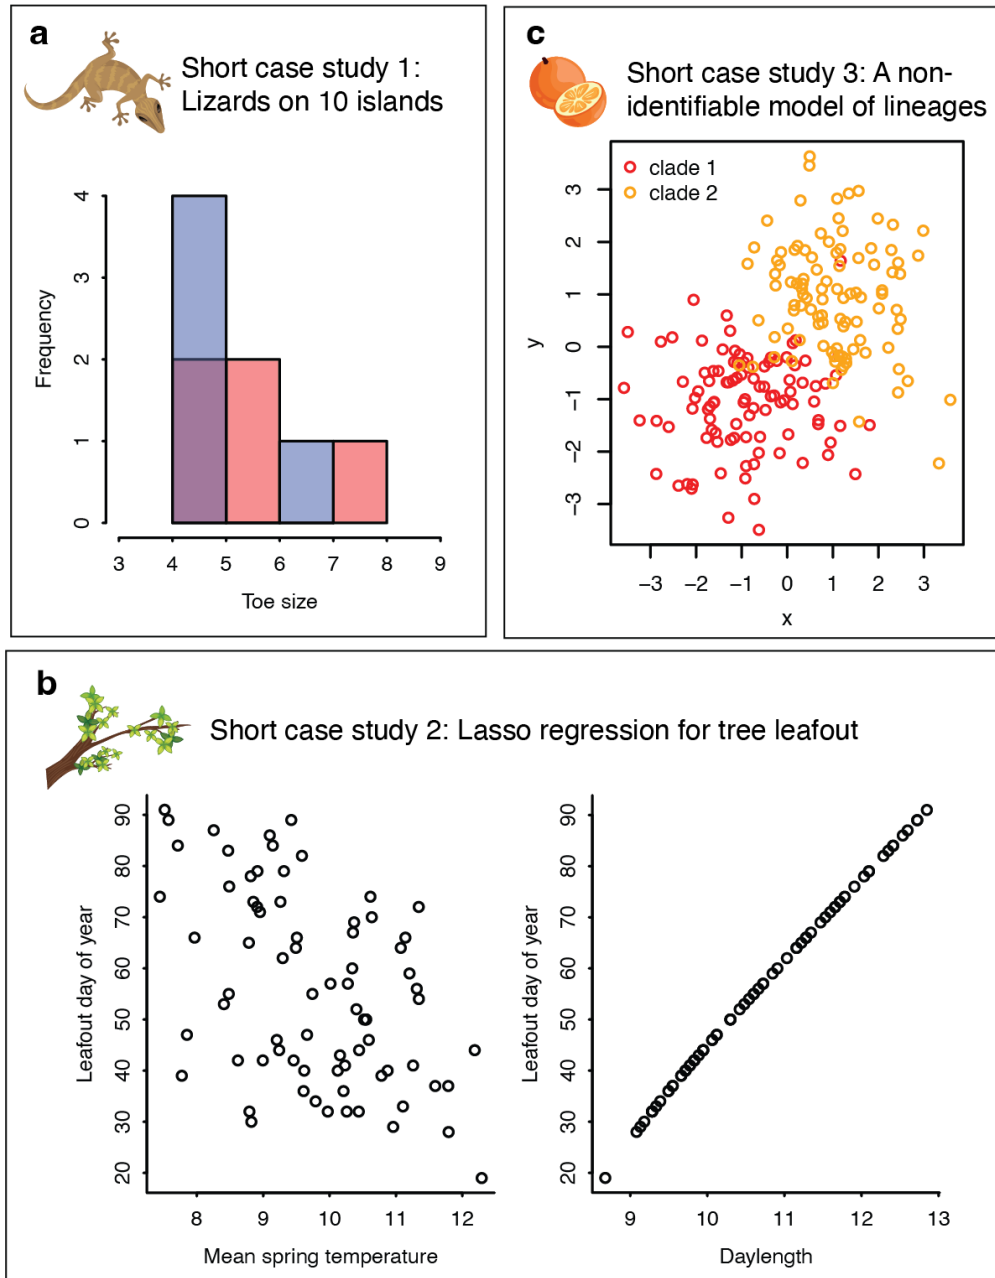 a
Short case study 1:
Lizards on 10 islands
Frequency
4
3
2
1
0
3 4 5 6 7 8 9
Toe size
c
Short case study 3: A non-
identifiable model of lineages
clade 1
clade 2
y
3
2
1
0
−1
−2
−3
−3 −2 −1 0 1 2 3
x
b
Short case study 2: Lasso regression for tree leafout
Leafout day of year
90
80
70
60
50
40
30
20
8 9 10 11 12
Mean spring temperature
Leafout day of year
90
80
70
60
50
40
30
20
9 10 11 12 13
Daylength